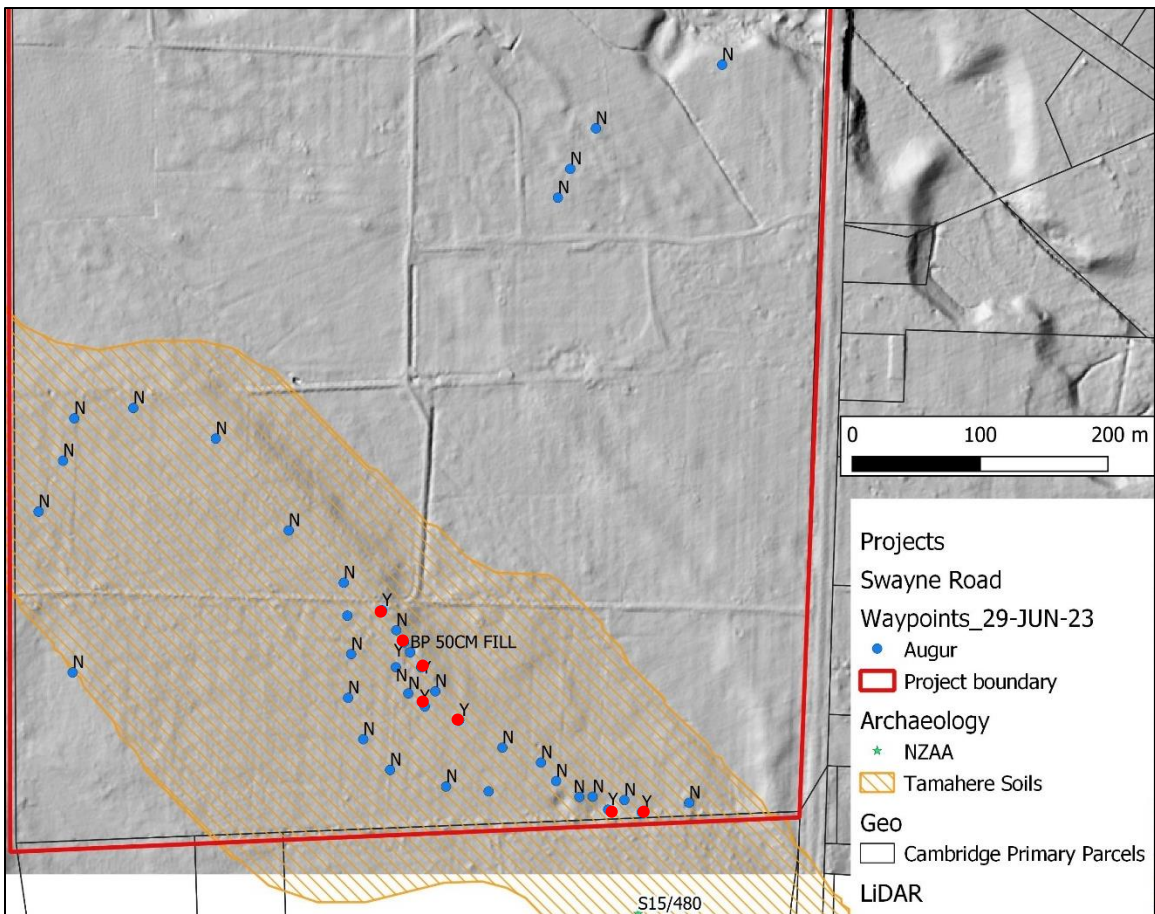 N
N
N
N
0 100 200 m
N
N
N
N
N
N
N
Y
N
BP 50CM FILL
N
Y
Y
N
N
N
N
N
Y
Y
N
N
N
N
N
N
N
N
N
N
Y
Y
S15/480
Projects
Swayne Road
Waypoints_29-JUN-23
Augur
Project boundary
Archaeology
NZAA
Tamahere Soils
Geo
Cambridge Primary Parcels
LiDAR